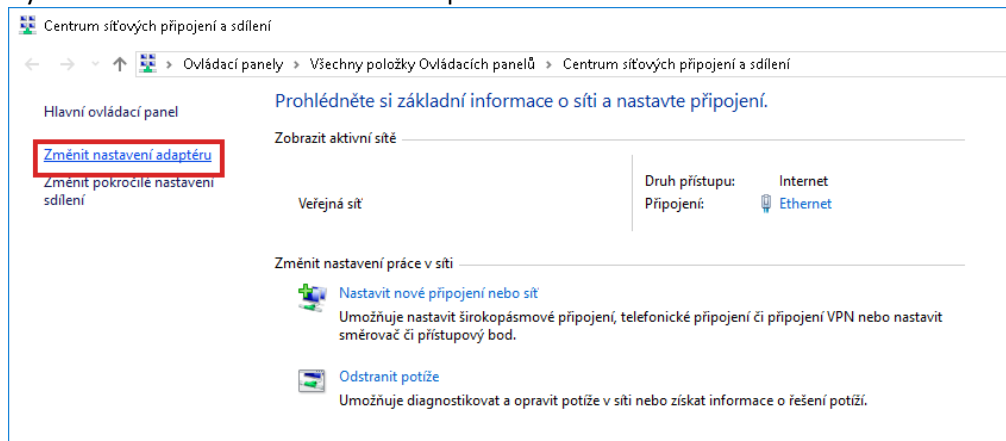 Centrum síťových připojení a sdílení
Ovládací panely > Všechny položky Ovládacích panelů > Centrum síťových připojení a sdílení
Hlavní ovládací panel
Změnit nastavení adaptéru
Změnit pokročilé nastavení
sdílení
Prohlédněte si základní informace o síti a nastavte připojení.
Zobrazit aktivní sítě
Veřejná síť
Druh přístupu: Internet
Připojení: Ethernet
Změnit nastavení práce v síti
Nastavit nové připojení nebo síť
Umožňuje nastavit širokopásmové připojení, telefonické připojení či připojení VPN nebo nastavit
směrovač či přístupový bod.
Odstranit potíže
Umožňuje diagnostikovat a opravit potíže v síti nebo získat informace o řešení potíží.